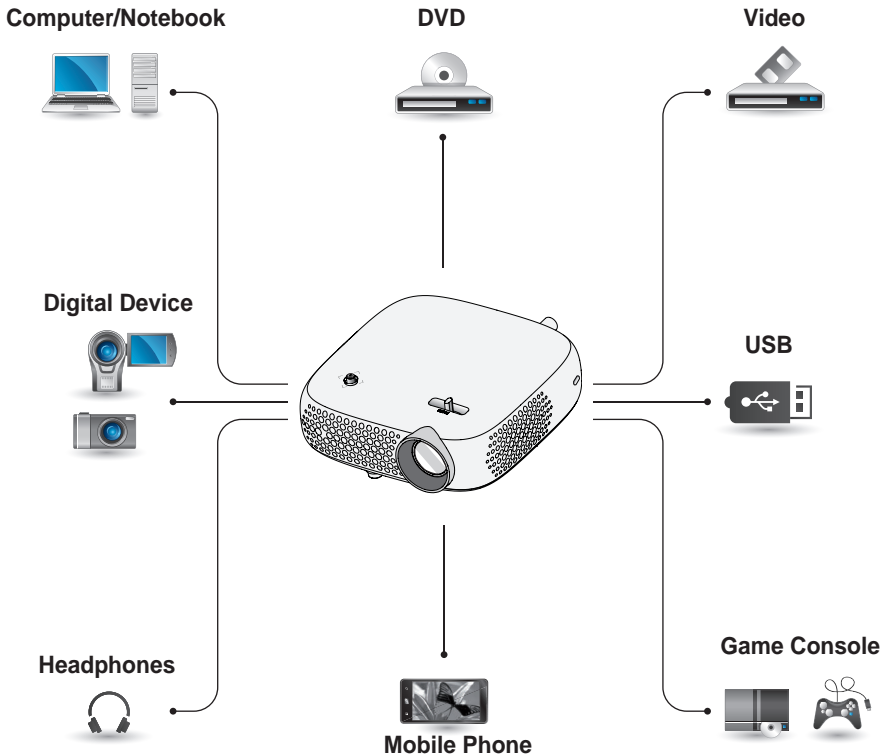 Computer/Notebook
DVD
Video
Digital Device
USB
Headphones
Game Console
Mobile Phone